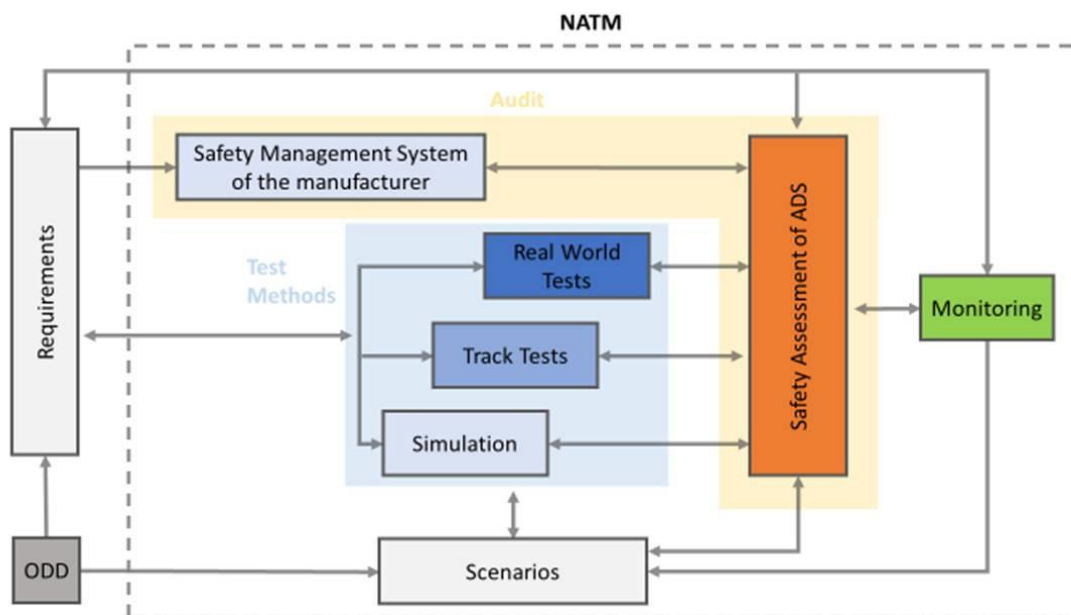 NATM
Audit
Safety Management System
of the manufacturer
Requirements
Safety Assessment of ADS
Test
Methods
Real World
Tests
Monitoring
Track Tests
Simulation
ODD
Scenarios